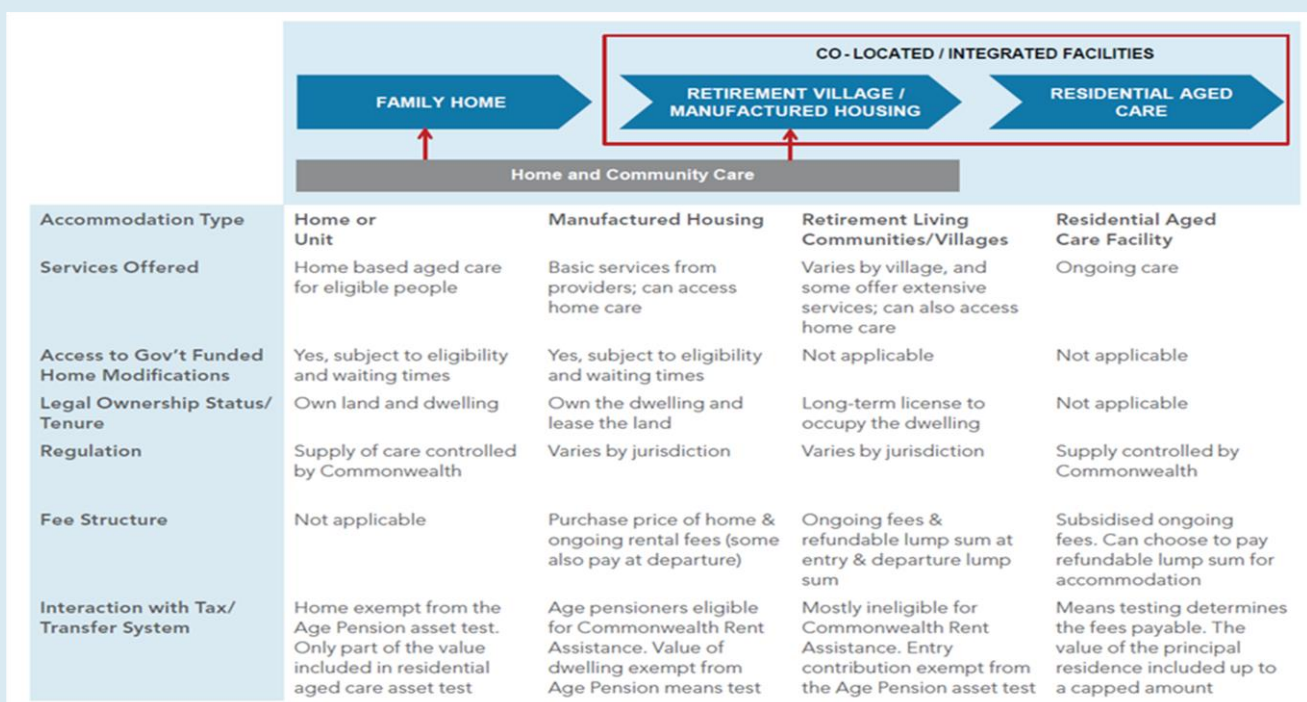 CO - LOCATED / INTEGRATED FACILITIES
FAMILY HOME
RETIREMENT VILLAGE /
MANUFACTURED HOUSING
RESIDENTIAL AGED
CARE
Home and Community Care
Accommodation Type
Home or
Unit
Manufactured Housing
Retirement Living
Communities/Villages
Residential Aged
Care Facility
Services Offered
Home based aged care
for eligible people
Basic services from
providers; can access
home care
Varies by village, and
some offer extensive
services; can also access
home care
Ongoing care
Access to Gov't Funded
Home Modifications
Yes, subject to eligibility
and waiting times
Yes, subject to eligibility
and waiting times
Not applicable
Not applicable
Legal Ownership Status/
Tenure
Own land and dwelling
Own the dwelling and
lease the land
Long-term license to
occupy the dwelling
Not applicable
Regulation
Supply of care controlled
by Commonwealth
Varies by jurisdiction
Varies by jurisdiction
Supply controlled by
Commonwealth
Fee Structure
Not applicable
Purchase price of home &
ongoing rental fees (some
also pay at departure)
Ongoing fees &
refundable lump sum at
entry & departure lump
sum
Subsidised ongoing
fees. Can choose to pay
refundable lump sum for
accommodation
Interaction with Tax/
Transfer System
Home exempt from the
Age Pension asset test.
Only part of the value
included in residential
aged care asset test
Age pensioners eligible
for Commonwealth Rent
Assistance. Value of
dwelling exempt from
Age Pension means test
Mostly ineligible for
Commonwealth Rent
Assistance. Entry
contribution exempt from
the Age Pension asset test
Means testing determines
the fees payable. The
value of the principal
residence included up to
a capped amount